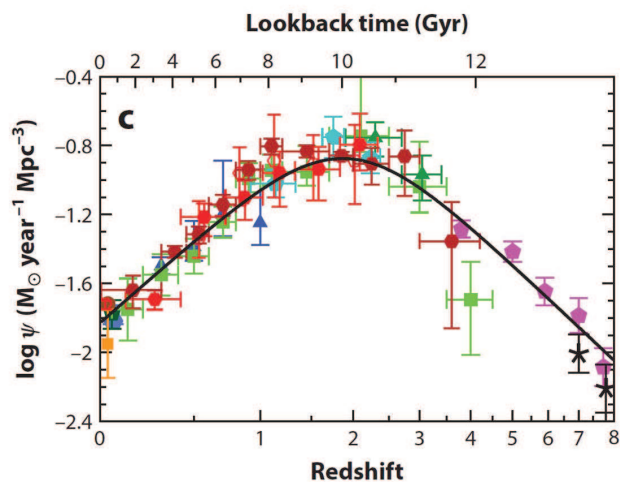 Lookback time (Gyr)
0 2 4 6 8 10 12
c
log ψ (M⊙ year−1 Mpc−3)
−0.4
−0.8
−1.2
−1.6
−2
−2.4
0 1 2 3 4 5 6 7 8
Redshift